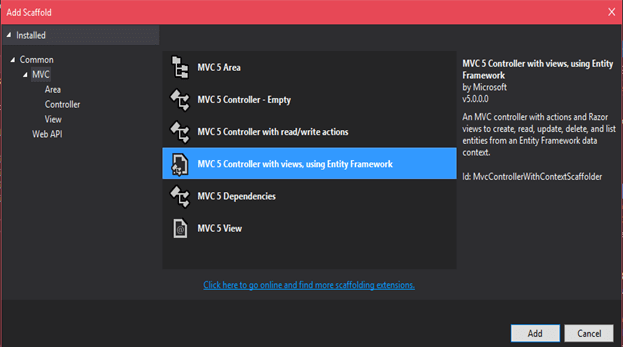 Add Scaffold
X
Installed
Common
MVC
Area
Controller
View
Web API
MVC 5 Area
MVC 5 Controller - Empty
MVC 5 Controller with read/write actions
MVC 5 Controller with views, using Entity Framework
MVC 5 Dependencies
MVC 5 View
Click here to go online and find more scaffolding extensions.
MVC 5 Controller with views, using Entity
Framework
by Microsoft
v5.0.0.0
An MVC controller with actions and Razor
views to create, read, update, delete, and list
entities from an Entity Framework data
context.
Id: MvcControllerWithContextScaffolder
Add
Cancel